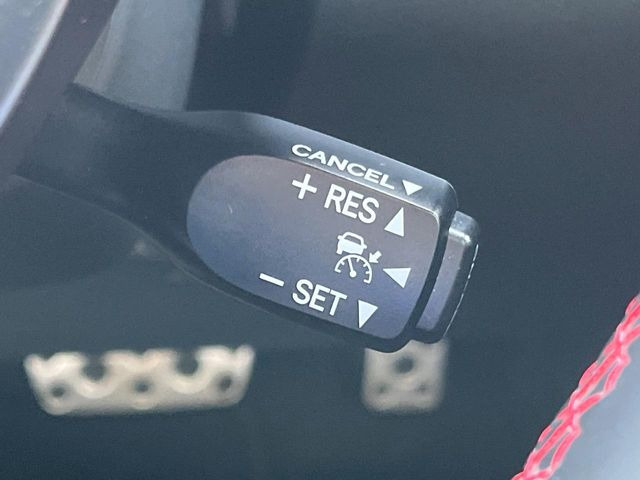 CANCEL ▼
+ RES ▲
◀
- SET ▼